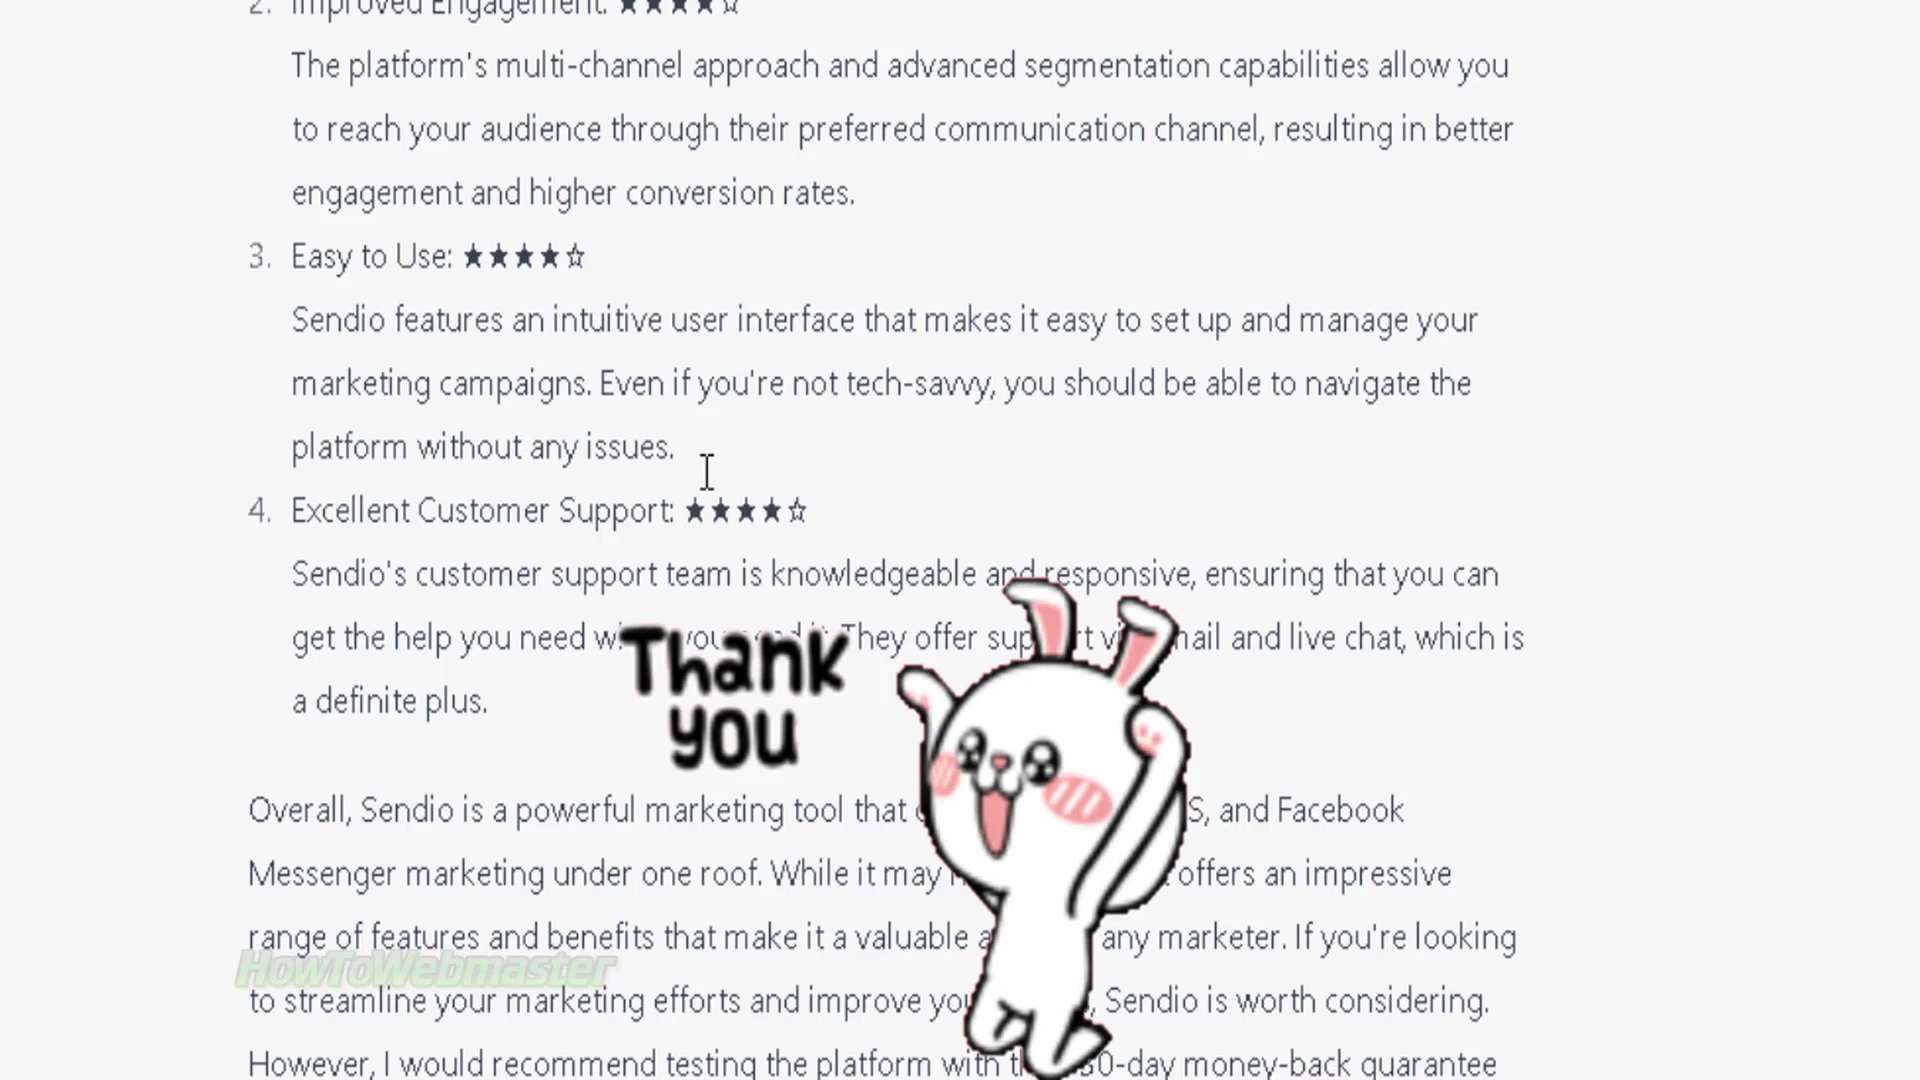 2. Improved Engagement: ★★★★☆
The platform's multi-channel approach and advanced segmentation capabilities allow you
to reach your audience through their preferred communication channel, resulting in better
engagement and higher conversion rates.
3. Easy to Use: ★★★★☆
Sendio features an intuitive user interface that makes it easy to set up and manage your
marketing campaigns. Even if you're not tech-savvy, you should be able to navigate the
platform without any issues.
4. Excellent Customer Support: ★★★★☆
Sendio's customer support team is knowledgeable and responsive, ensuring that you can
get the help you need They offer and live chat, which is
a definite plus.
Thank
you
Overall, Sendio is a powerful marketing tool that and Facebook
Messenger marketing under one roof. While it may offers an impressive
range of features and benefits that make it a valuable any marketer. If you're looking
HowToWebmaster
to streamline your marketing efforts and improve Sendio is worth considering.
However, I would recommend testing the platform with money-back guarantee